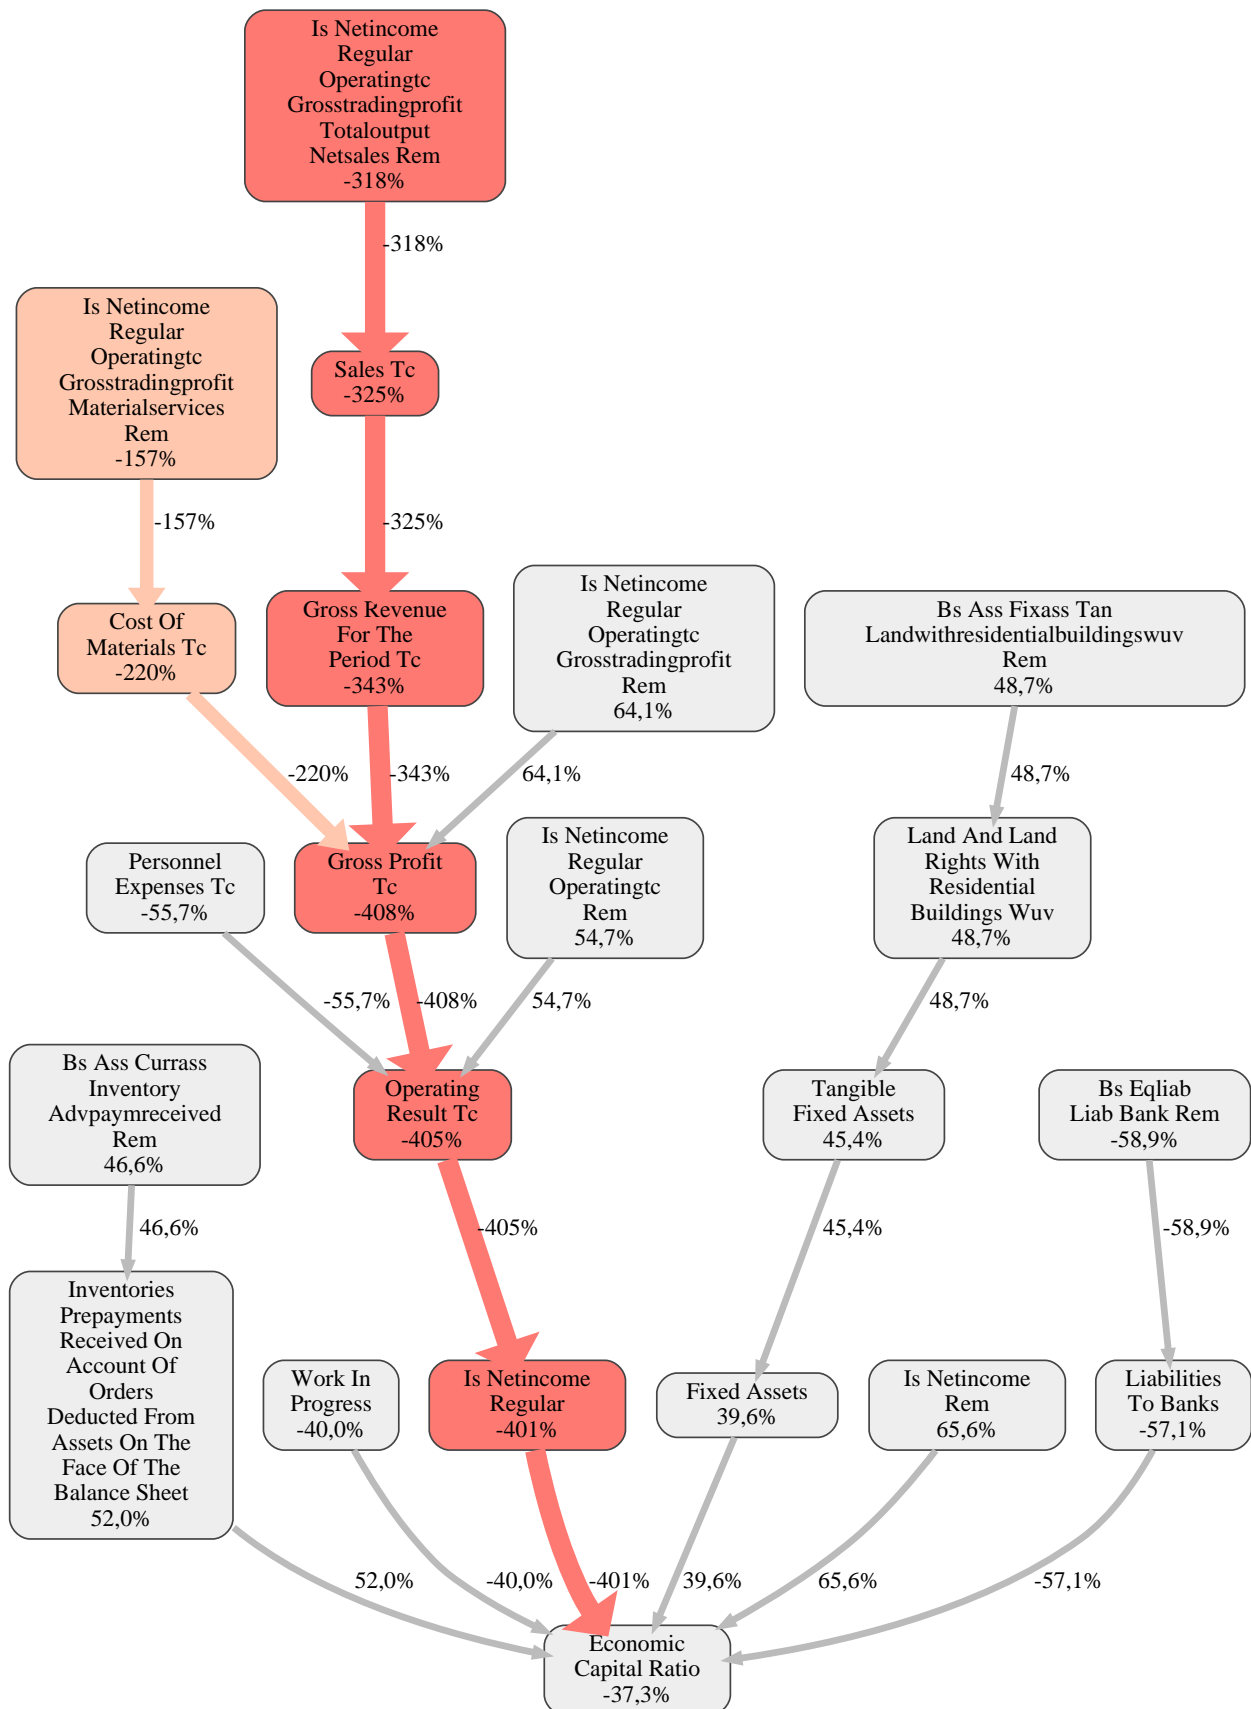 Is Netincome
Regular
Operatingtc
Grosstradingprofit
Totaloutput
Netsales Rem
-318%
-318%
Is Netincome
Regular
Operatingtc
Grosstradingprofit
Materialservices
Rem
-157%
Sales Tc
-325%
-157%
-325%
Cost Of
Materials Tc
-220%
Gross Revenue
For The
Period Tc
-343%
Is Netincome
Regular
Operatingtc
Grosstradingprofit
Rem
64,1%
Bs Ass Fixass Tan
Landwithresidentialbuildingswuv
Rem
48,7%
-220%
-343%
64,1%
48,7%
Personnel
Expenses Tc
-55,7%
Gross Profit
Tc
-408%
Is Netincome
Regular
Operatingtc
Rem
54,7%
Land And Land
Rights With
Residential
Buildings Wuv
48,7%
-55,7%
-408%
54,7%
48,7%
Bs Ass Currass
Inventory
Advpaymreceived
Rem
46,6%
Operating
Result Tc
-405%
Tangible
Fixed Assets
45,4%
Bs Eqliab
Liab Bank Rem
-58,9%
46,6%
-405%
45,4%
-58,9%
Inventories
Prepayments
Received On
Account Of
Orders
Deducted From
Assets On The
Face Of The
Balance Sheet
52,0%
Work In
Progress
-40,0%
Is Netincome
Regular
-401%
Fixed Assets
39,6%
Is Netincome
Rem
65,6%
Liabilities
To Banks
-57,1%
52,0%
-40,0%
-401%
39,6%
65,6%
-57,1%
Economic
Capital Ratio
-37,3%